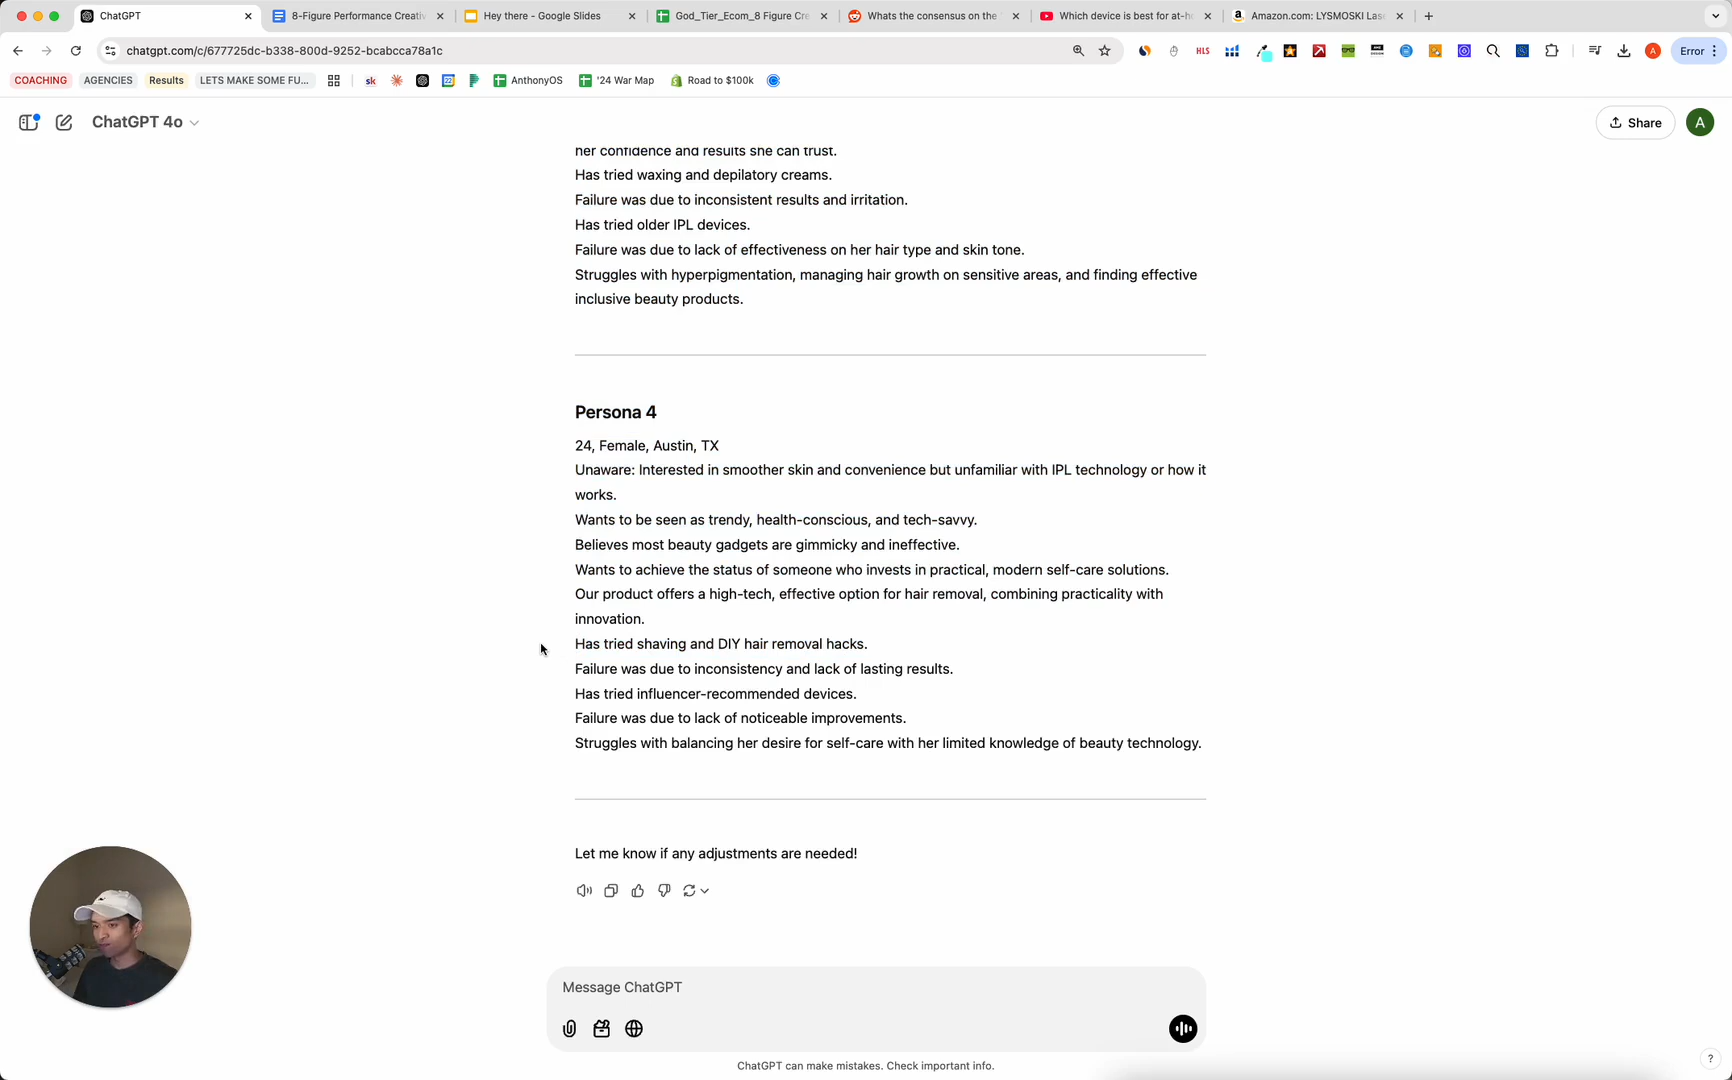 ChatGPT
8-Figure Performance Creativ
Hey there - Google Slides
God_Tier_Ecom_8 Figure Cre
Whats the consensus on the
Which device is best for at-ho
Amazon.com: LYSMOSKI Las
chatgpt.com/c/677725dc-b338-800d-9252-bcabcca78a1c
HLS
A
Error
COACHING
AGENCIES
Results
LETS MAKE SOME FU...
sk
AnthonyOS
'24 War Map
Road to $100k
ChatGPT 4o
Share
A
her confidence and results she can trust.
Has tried waxing and depilatory creams.
Failure was due to inconsistent results and irritation.
Has tried older IPL devices.
Failure was due to lack of effectiveness on her hair type and skin tone.
Struggles with hyperpigmentation, managing hair growth on sensitive areas, and finding effective
inclusive beauty products.
Persona 4
24, Female, Austin, TX
Unaware: Interested in smoother skin and convenience but unfamiliar with IPL technology or how it
works.
Wants to be seen as trendy, health-conscious, and tech-savvy.
Believes most beauty gadgets are gimmicky and ineffective.
Wants to achieve the status of someone who invests in practical, modern self-care solutions.
Our product offers a high-tech, effective option for hair removal, combining practicality with
innovation.
Has tried shaving and DIY hair removal hacks.
Failure was due to inconsistency and lack of lasting results.
Has tried influencer-recommended devices.
Failure was due to lack of noticeable improvements.
Struggles with balancing her desire for self-care with her limited knowledge of beauty technology.
Let me know if any adjustments are needed!
Message ChatGPT
ChatGPT can make mistakes. Check important info.
?